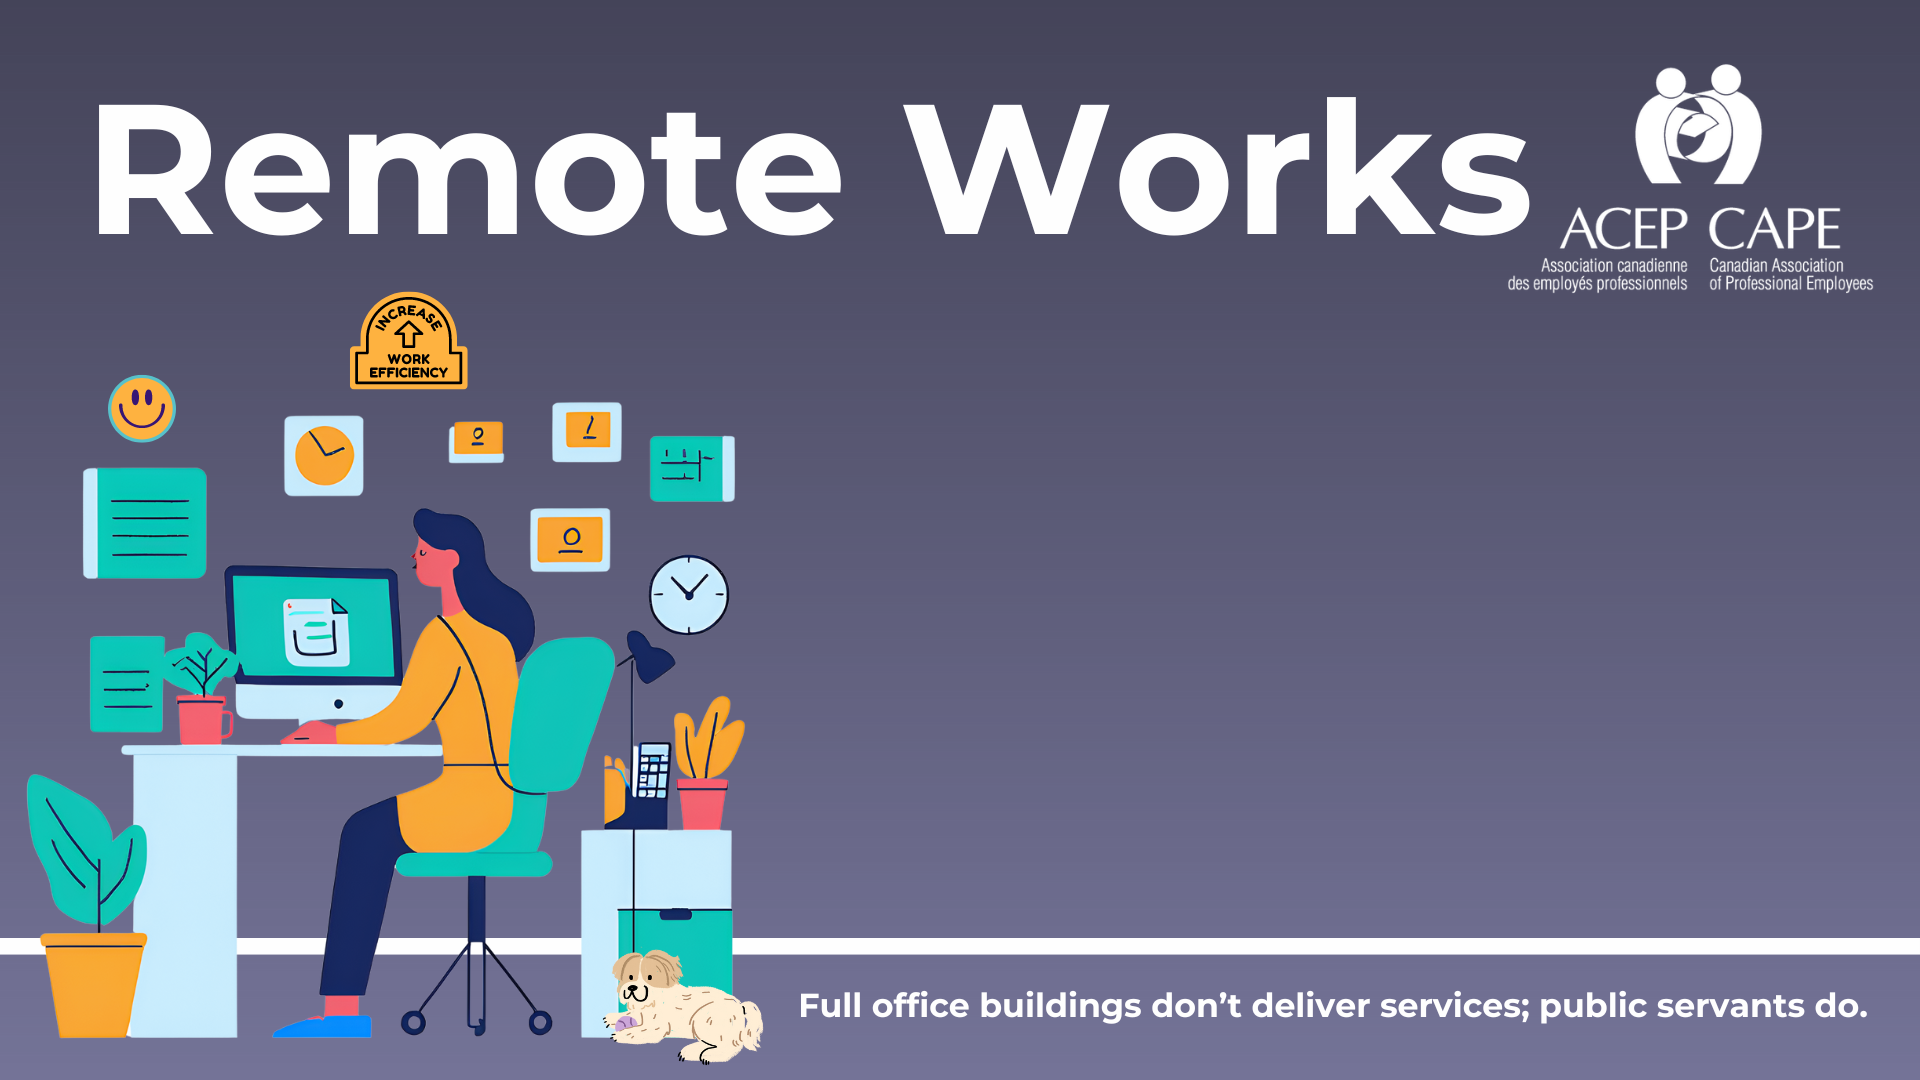 Remote Works
ACEP CAPE
Association canadienne
des employés professionnels
Canadian Association
of Professional Employees
INCREASE
WORK
EFFICIENCY
Full office buildings don’t deliver services; public servants do.